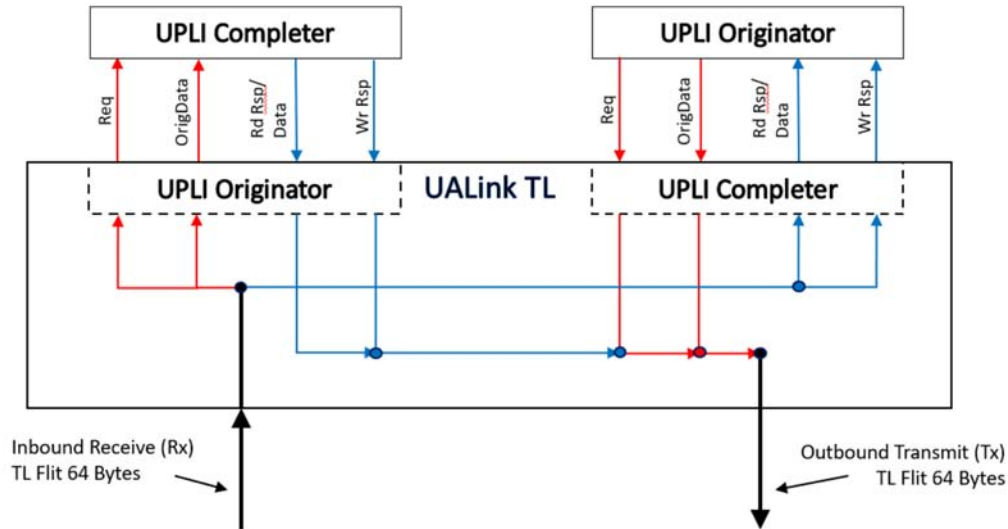 UPLI Completer
UPLI Originator
Req
OrigData
Rd Rsp/
Data
Wr Rsp
Req
OrigData
Rd Rsp/
Data
Wr Rsp
UPLI Originator
UALink TL
UPLI Completer
Inbound Receive (Rx)
TL Flit 64 Bytes
Outbound Transmit (Tx)
TL Flit 64 Bytes